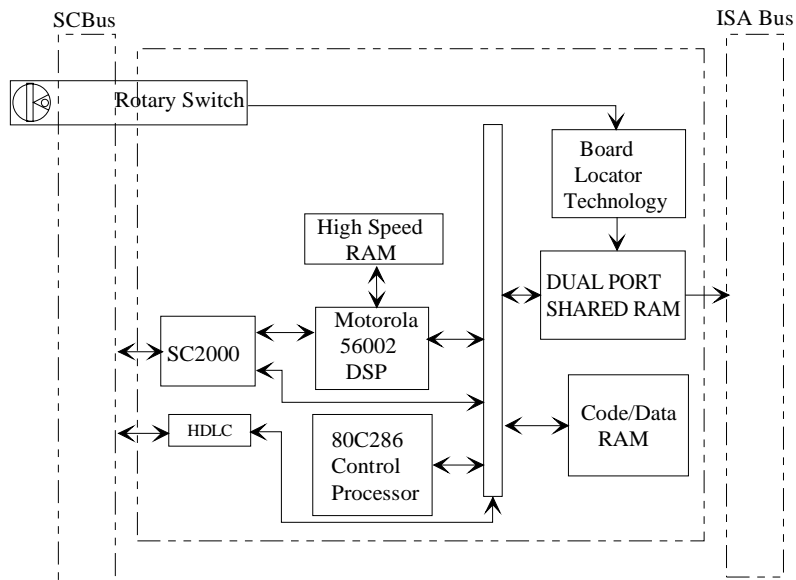 SCBus
ISA Bus
Rotary Switch
Board
Locator
Technology
High Speed
RAM
DUAL PORT
SHARED RAM
Motorola
56002
DSP
SC2000
Code/Data
RAM
HDLC
80C286
Control
Processor